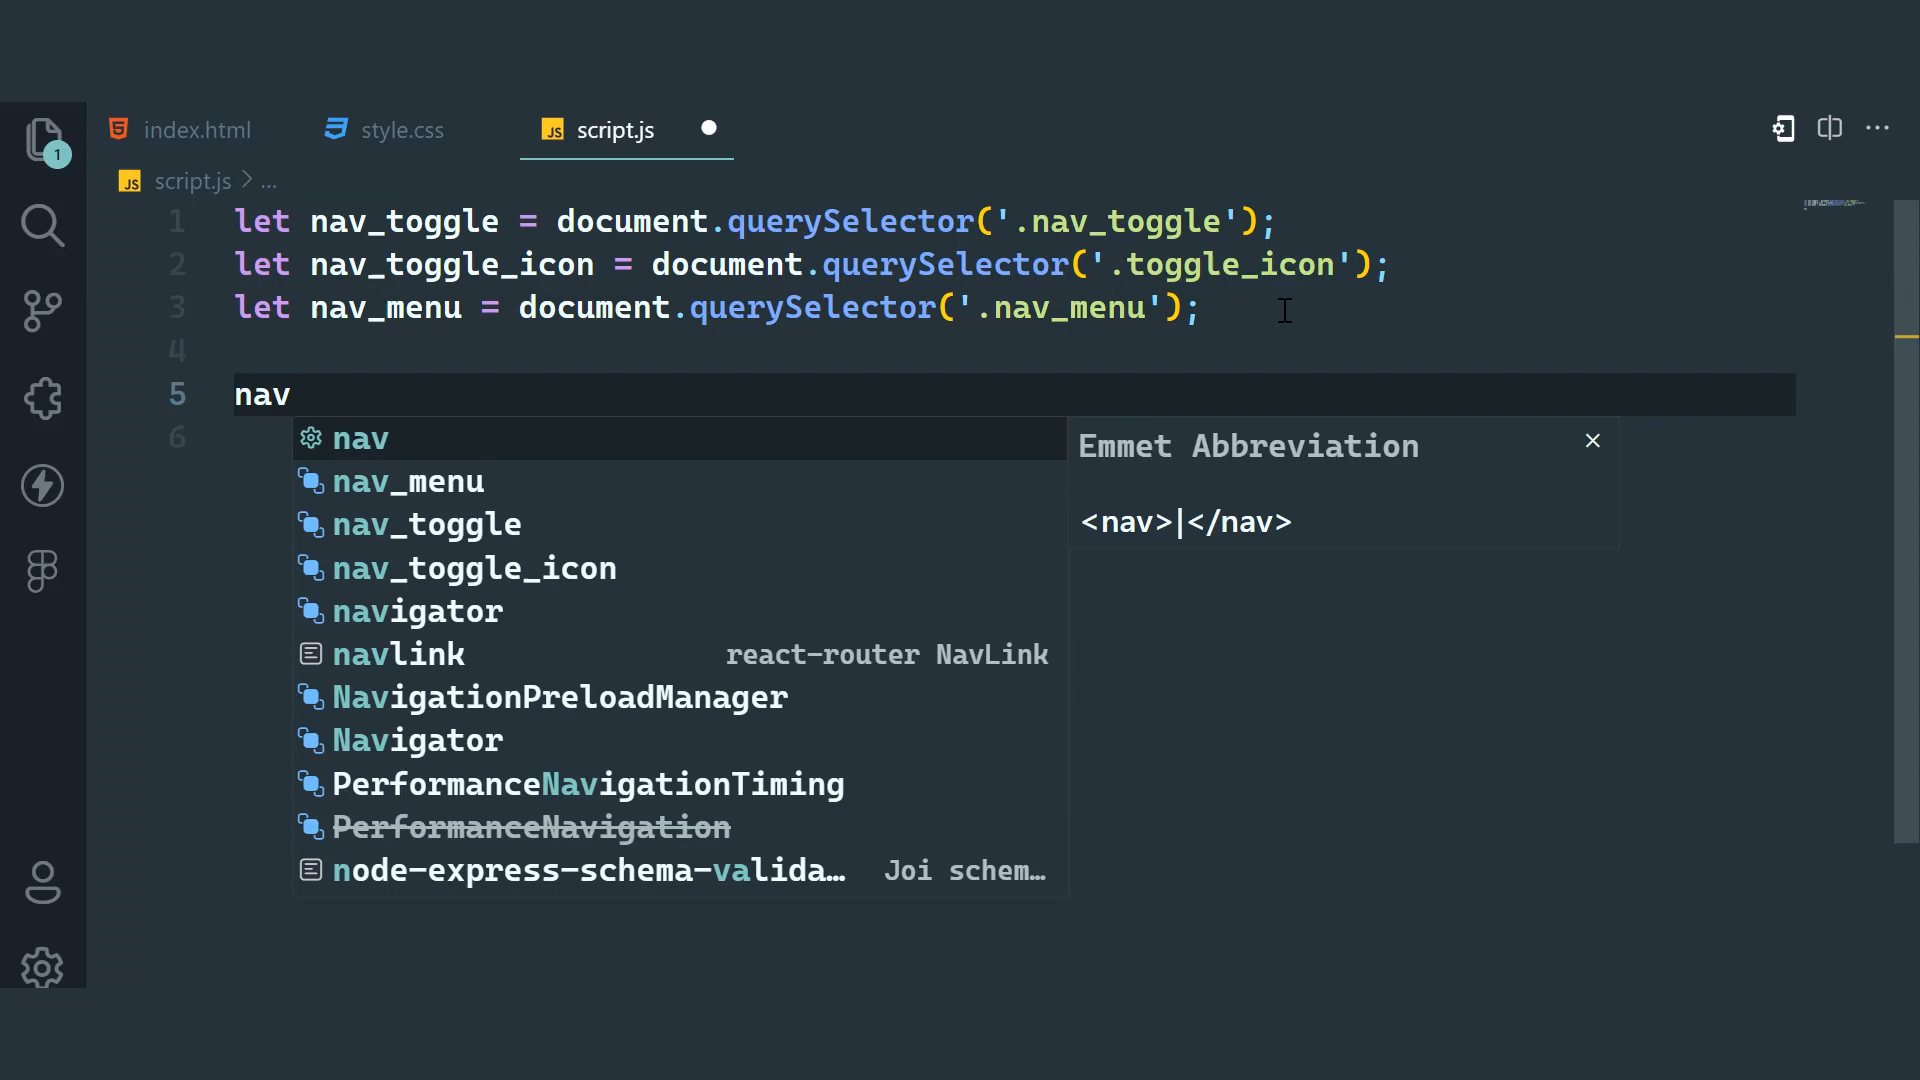 index.html
style.css
JS script.js
1
JS script.js > ...
1 let nav_toggle = document.querySelector('.nav_toggle');
2 let nav_toggle_icon = document.querySelector('.toggle_icon');
3 let nav_menu = document.querySelector('.nav_menu');
4
5 nav
6
nav
nav_menu
nav_toggle
nav_toggle_icon
navigator
navlink react-router NavLink
NavigationPreloadManager
Navigator
PerformanceNavigationTiming
PerformanceNavigation
node-express-schema-valida… Joi schem…
Emmet Abbreviation
<nav>|</nav>